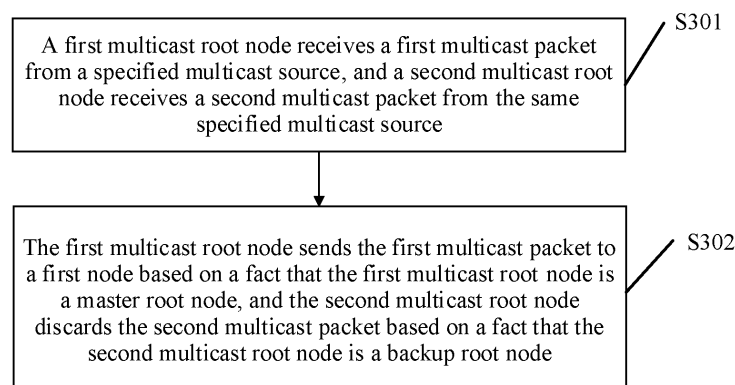 S301
A first multicast root node receives a first multicast packet
from a specified multicast source, and a second multicast root
node receives a second multicast packet from the same
specified multicast source
S302
The first multicast root node sends the first multicast packet to
a first node based on a fact that the first multicast root node is
a master root node, and the second multicast root node
discards the second multicast packet based on a fact that the
second multicast root node is a backup root node